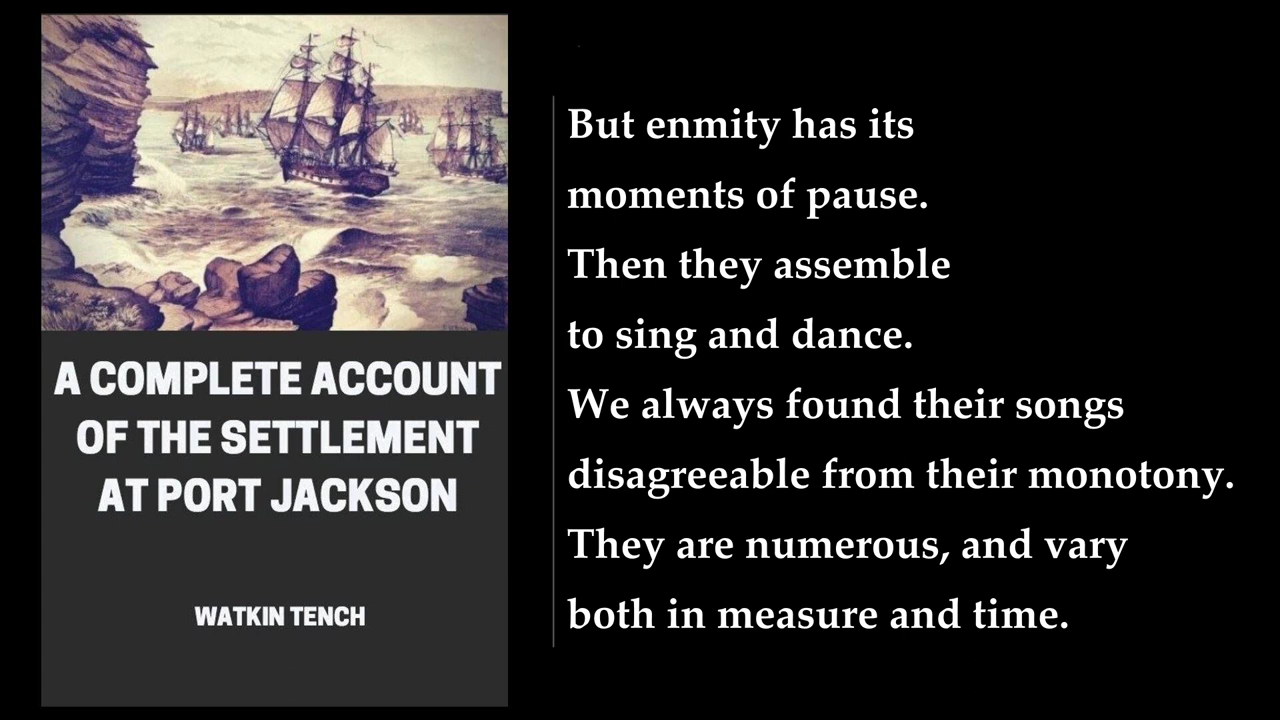 A COMPLETE ACCOUNT
OF THE SETTLEMENT
AT PORT JACKSON
WATKIN TENCH
But enmity has its
moments of pause.
Then they assemble
to sing and dance.
We always found their songs
disagreeable from their monotony.
They are numerous, and vary
both in measure and time.